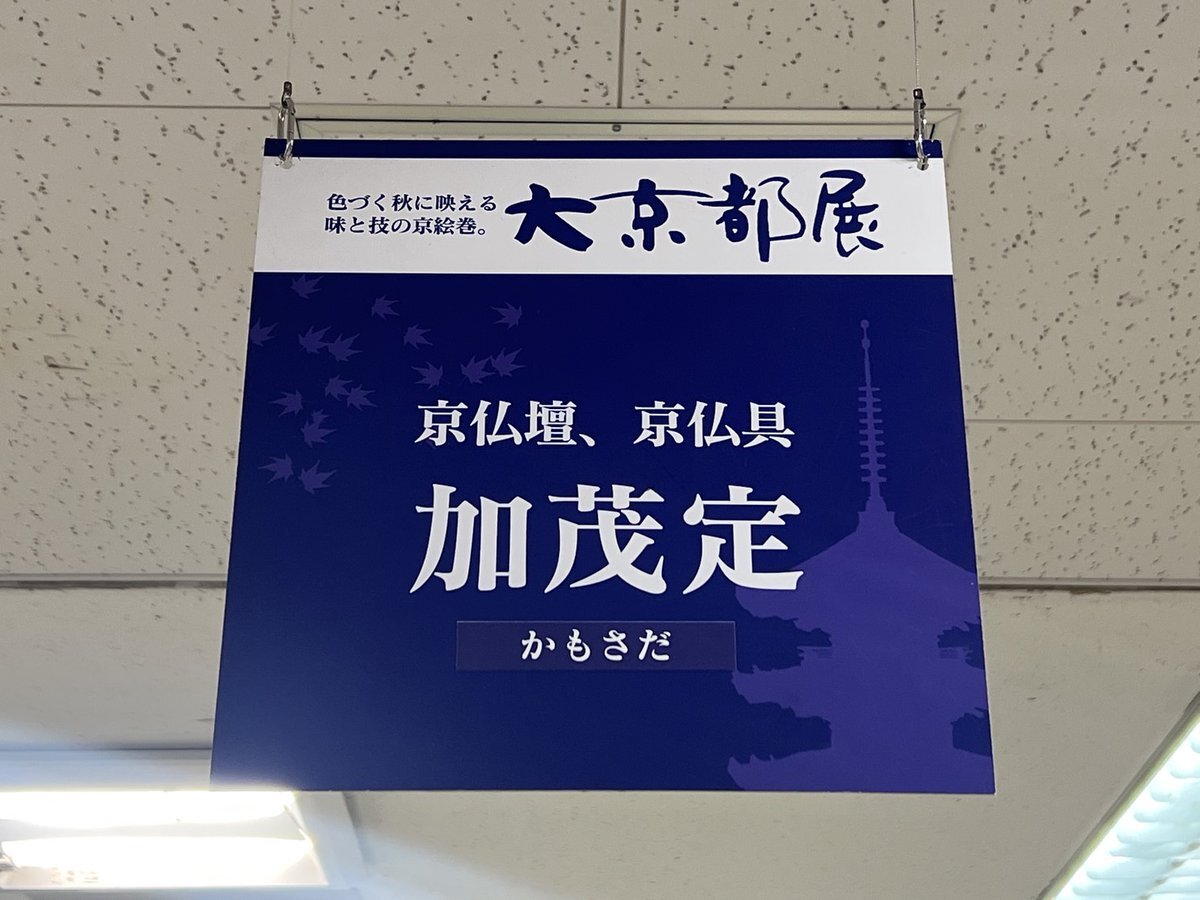 色づく秋に映える
味と技の京絵巻。
大京都展
京仏壇、京仏具
加茂定
かもさだ